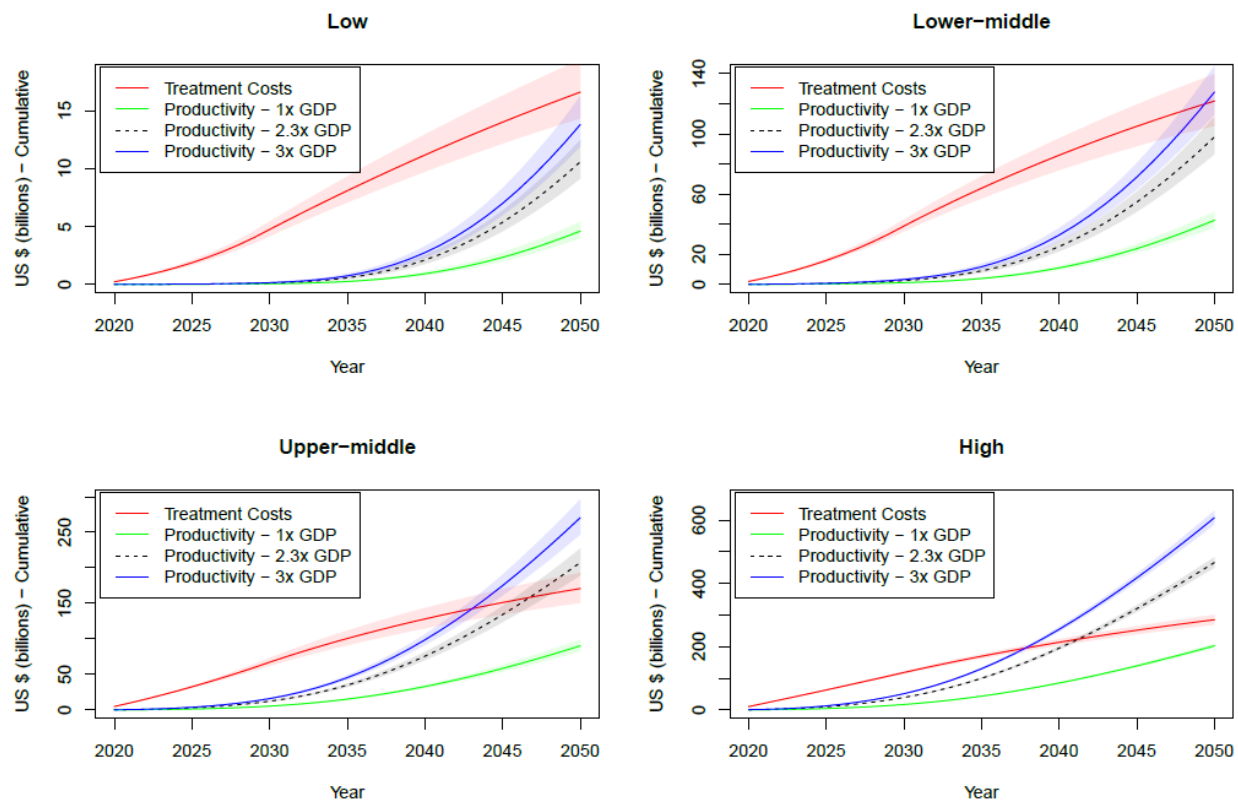 Low
US $ (billions) − Cumulative
15
10
5
0
Treatment Costs
Productivity − 1x GDP
Productivity − 2.3x GDP
Productivity − 3x GDP
2020 2025 2030 2035 2040 2045 2050
Year
Lower−middle
US $ (billions) − Cumulative
140
100
60
20
0
Treatment Costs
Productivity − 1x GDP
Productivity − 2.3x GDP
Productivity − 3x GDP
2020 2025 2030 2035 2040 2045 2050
Year
Upper−middle
US $ (billions) − Cumulative
250
150
50
0
Treatment Costs
Productivity − 1x GDP
Productivity − 2.3x GDP
Productivity − 3x GDP
2020 2025 2030 2035 2040 2045 2050
Year
High
US $ (billions) − Cumulative
600
400
200
0
Treatment Costs
Productivity − 1x GDP
Productivity − 2.3x GDP
Productivity − 3x GDP
2020 2025 2030 2035 2040 2045 2050
Year